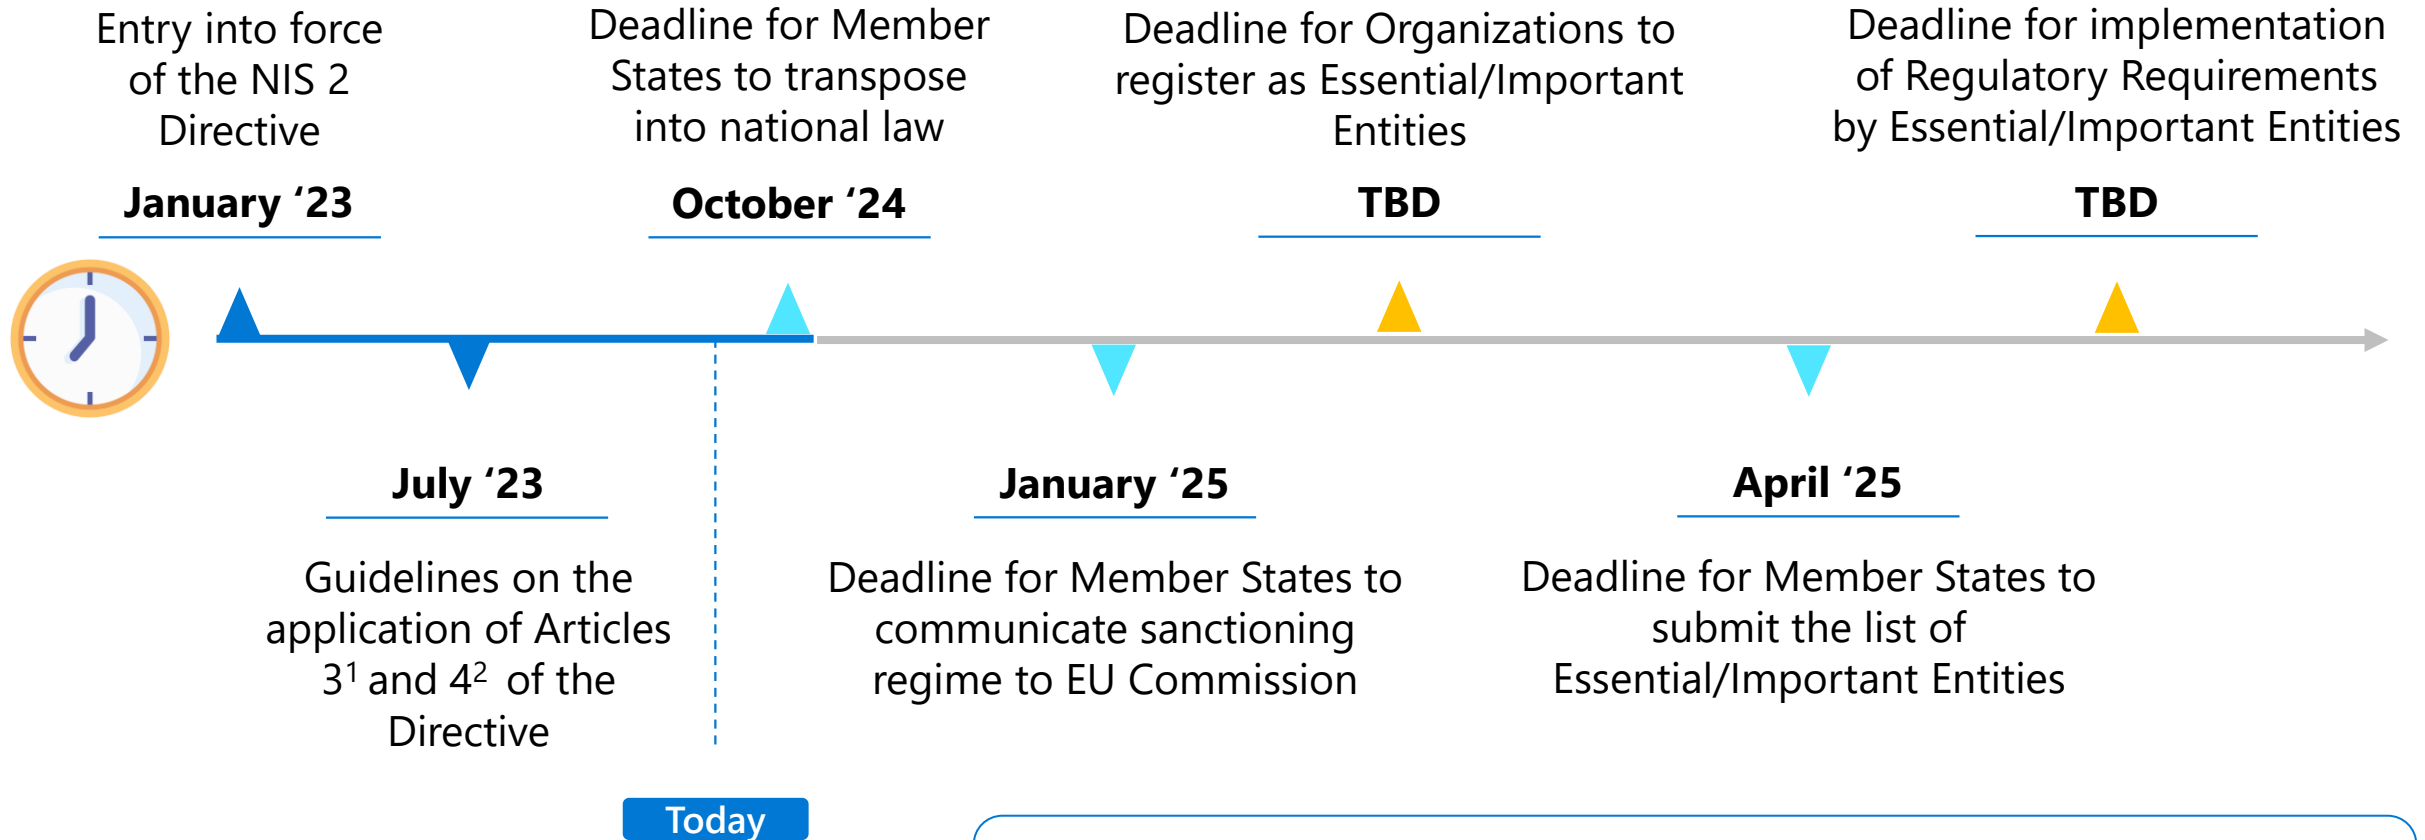 Entry into force
of the NIS 2
Directive
January ‘23
Deadline for Member
States to transpose
into national law
October ‘24
Deadline for Organizations to
register as Essential/Important
Entities
TBD
Deadline for implementation
of Regulatory Requirements
by Essential/Important Entities
TBD
July ‘23
Guidelines on the
application of Articles
3¹ and 4² of the
Directive
January ‘25
Deadline for Member States to
communicate sanctioning
regime to EU Commission
April ‘25
Deadline for Member States to
submit the list of
Essential/Important Entities
Today